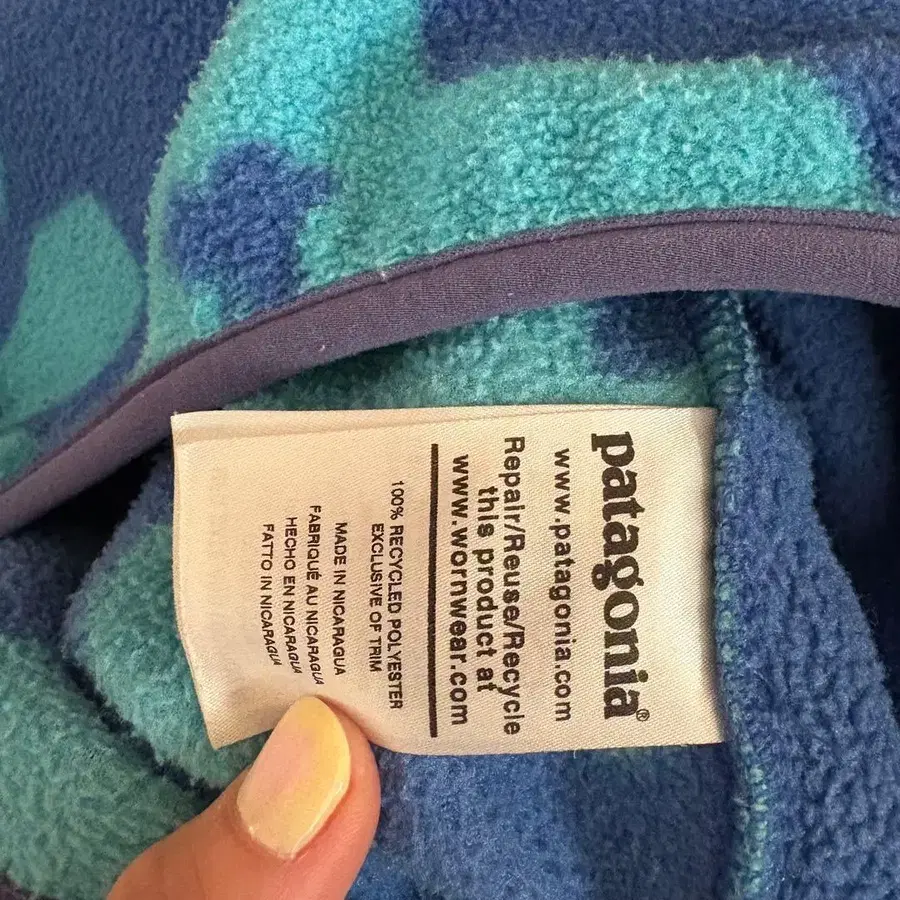 patagonia®
www.patagonia.com
Repair/Reuse/Recycle
this product at
www.wornwear.com
100% RECYCLED POLYESTER
EXCLUSIVE OF TRIM
MADE IN NICARAGUA
FABRIQUÉ AU NICARAGUA
HECHO EN NICARAGUA
FATTO IN NICARAGUA